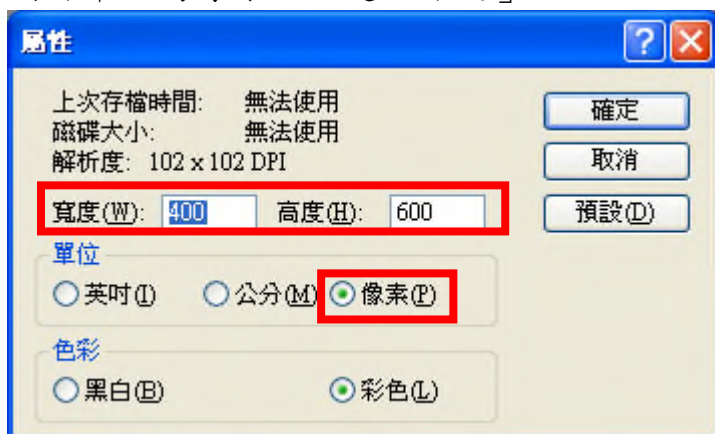 屬性
上次存檔時間: 無法使用
磁碟大小: 無法使用
解析度: 102 x 102 DPI
寬度(W): 400 高度(H): 600
單位
英吋(I) 公分(M) 像素(P)
色彩
黑白(B) 彩色(L)
確定
取消
預設(D)